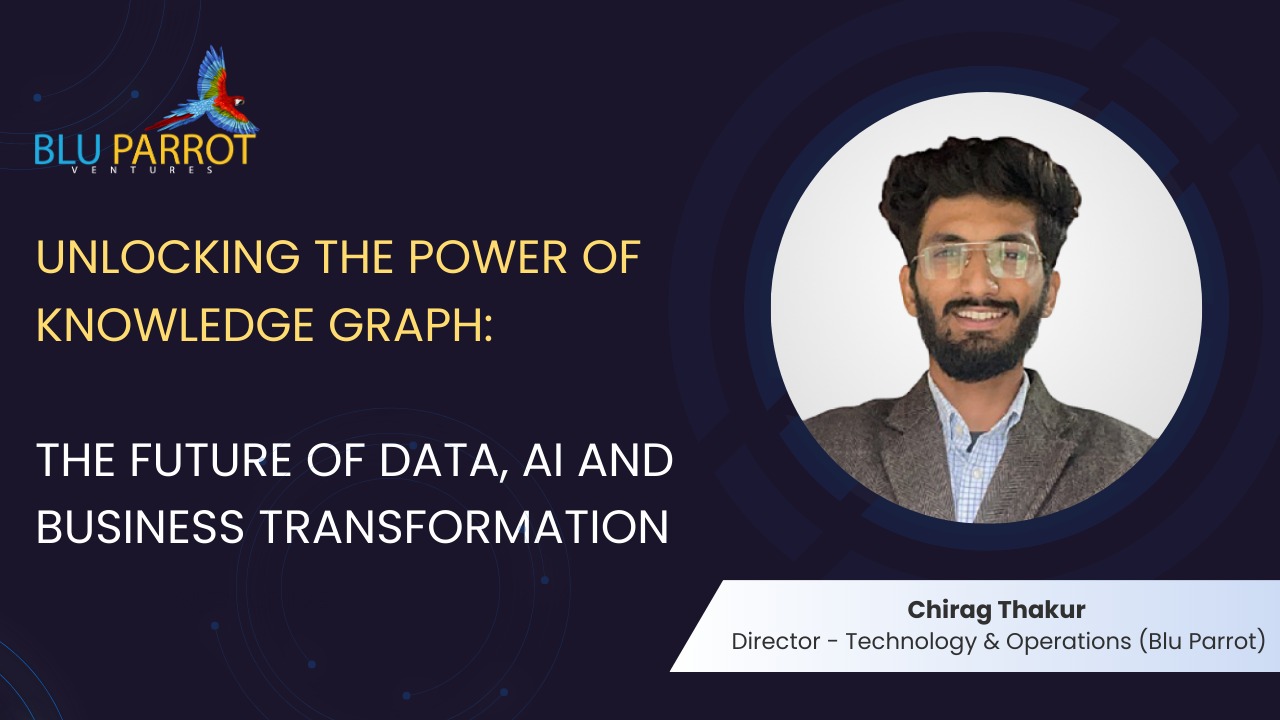 BLU PARROT
VENTURES
UNLOCKING THE POWER OF
KNOWLEDGE GRAPH:
THE FUTURE OF DATA, AI AND
BUSINESS TRANSFORMATION
Chirag Thakur
Director - Technology & Operations (Blu Parrot)